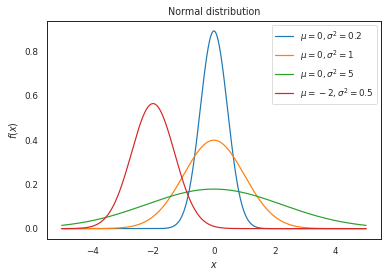 Normal distribution
μ = 0, σ² = 0.2
μ = 0, σ² = 1
μ = 0, σ² = 5
μ = −2, σ² = 0.5
f(x)
0.8
0.6
0.4
0.2
0.0
−4 −2 0 2 4
x